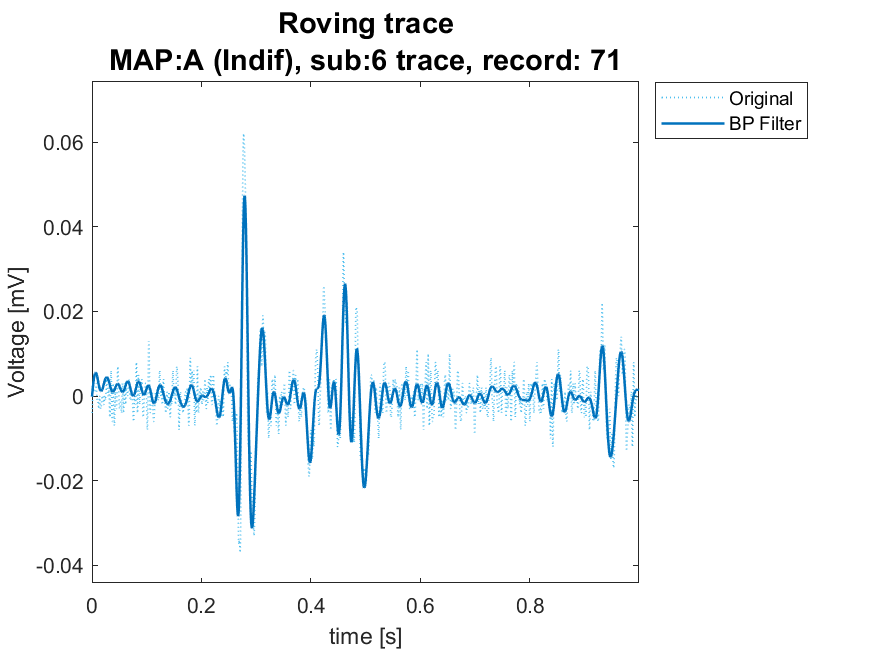 Roving trace
MAP:A (Indif), sub:6 trace, record: 71
Original
BP Filter
Voltage [mV]
0.06
0.04
0.02
0
-0.02
-0.04
0
0.2
0.4
0.6
0.8
time [s]